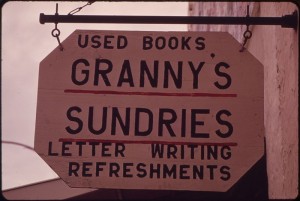 USED BOOKS
GRANNY'S
SUNDRIES
LETTER WRITING
REFRESHMENTS